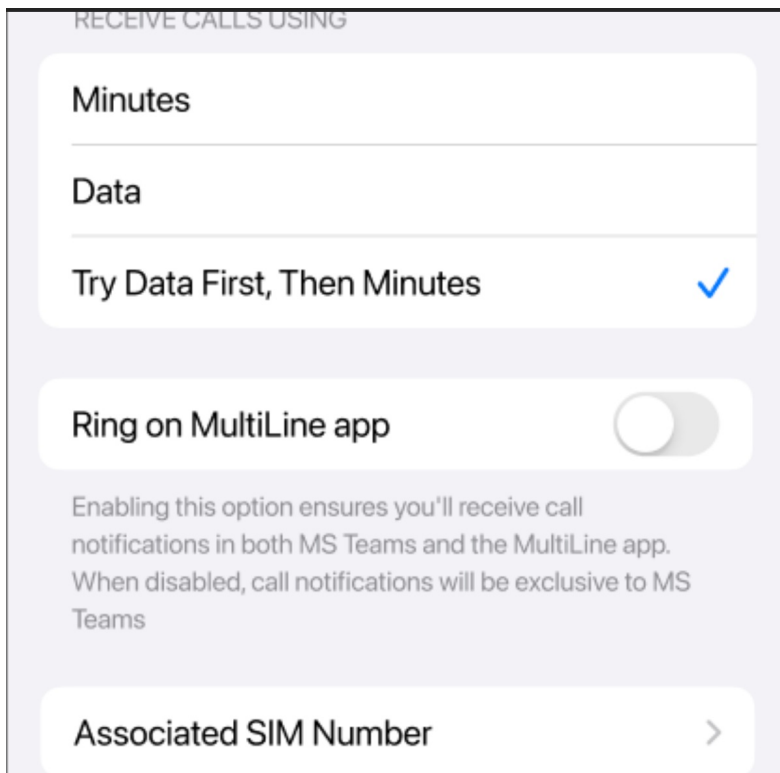 RECEIVE CALLS USING
Minutes
Data
Try Data First, Then Minutes
Ring on MultiLine app
Enabling this option ensures you'll receive call
notifications in both MS Teams and the MultiLine app.
When disabled, call notifications will be exclusive to MS
Teams
Associated SIM Number